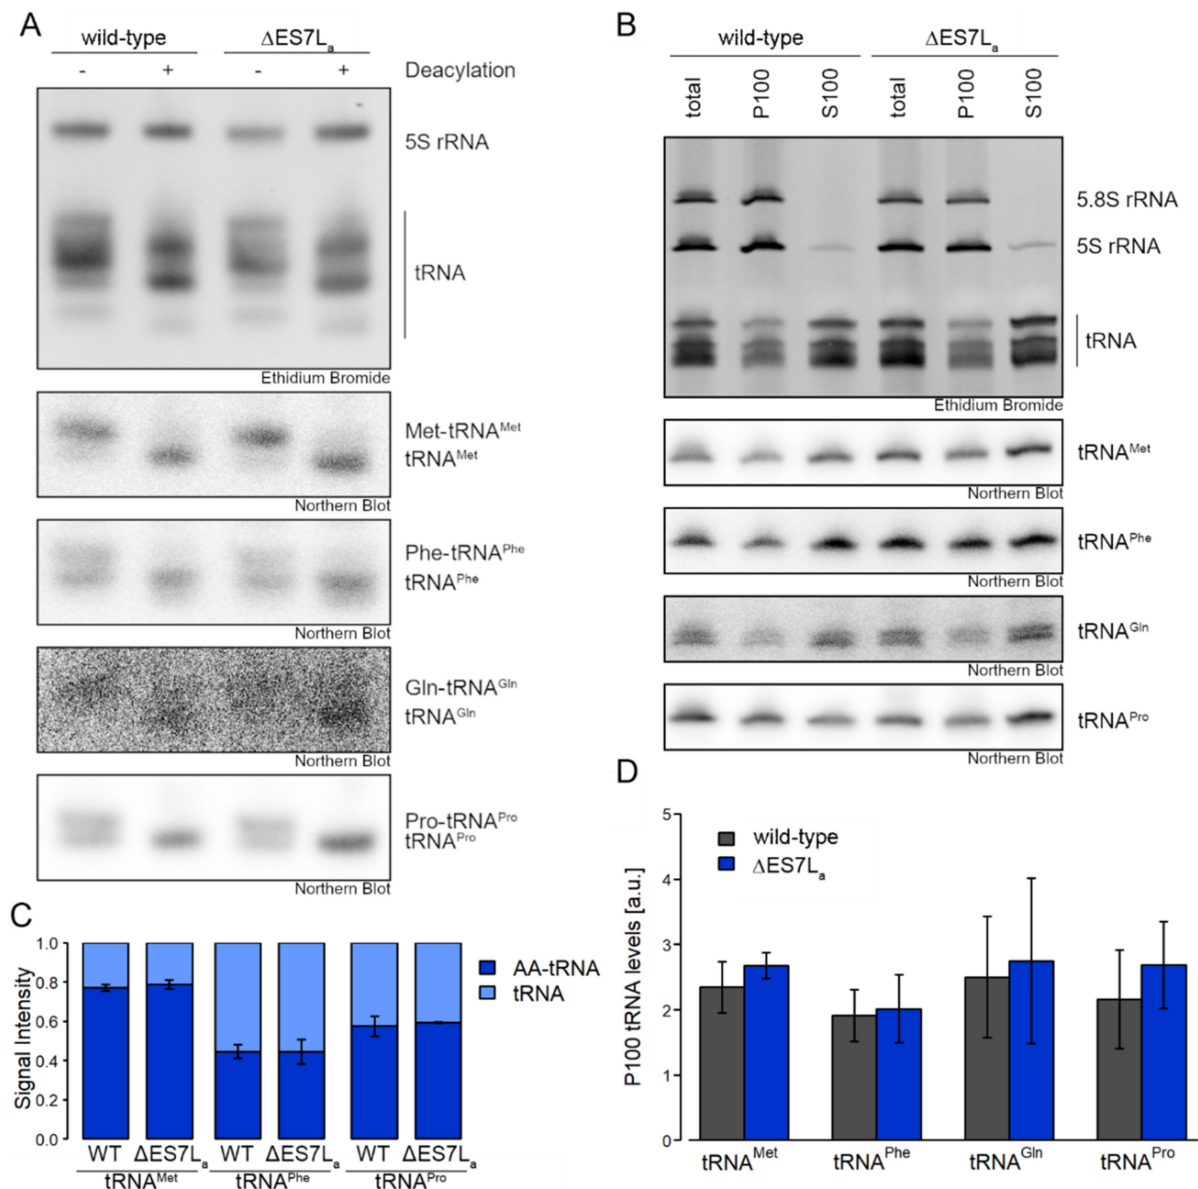 A
wild-type ΔES7Lₐ
- + - + Deacylation
5S rRNA
tRNA
Ethidium Bromide
Met-tRNAᴹᵉᵗ
tRNAᴹᵉᵗ
Northern Blot
Phe-tRNAᴾʰᵉ
tRNAᴾʰᵉ
Northern Blot
Gln-tRNAᴳˡⁿ
tRNAᴳˡⁿ
Northern Blot
Pro-tRNAᴾʳᵒ
tRNAᴾʳᵒ
Northern Blot
B
wild-type ΔES7Lₐ
total P100 S100 total P100 S100
5.8S rRNA
5S rRNA
tRNA
Ethidium Bromide
tRNAᴹᵉᵗ
Northern Blot
tRNAᴾʰᵉ
Northern Blot
tRNAᴳˡⁿ
Northern Blot
tRNAᴾʳᵒ
Northern Blot
C
Signal Intensity
1.0
0.8
0.6
0.4
0.2
0.0
AA-tRNA
tRNA
WT ΔES7Lₐ WT ΔES7Lₐ WT ΔES7Lₐ
tRNAᴹᵉᵗ tRNAᴾʰᵉ tRNAᴾʳᵒ
D
P100 tRNA levels [a.u.]
5
4
3
2
1
0
wild-type
ΔES7Lₐ
tRNAᴹᵉᵗ tRNAᴾʰᵉ tRNAᴳˡⁿ tRNAᴾʳᵒ